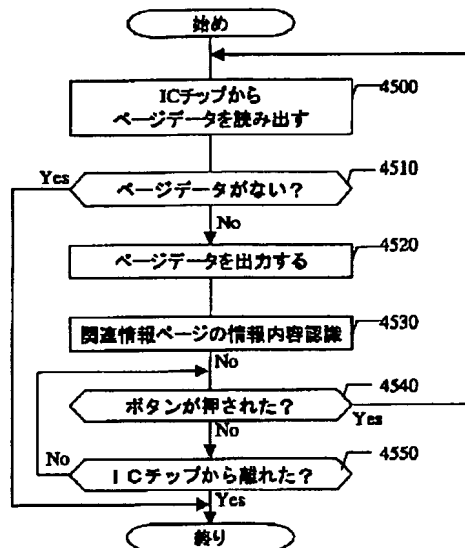 始め
ICチップから
ページデータを読み出す
4500
Yes
ページデータがない？
4510
No
ページデータを出力する
4520
関連情報ページの情報内容認識
4530
No
ボタンが押された？
4540
Yes
No
No
ＩＣチップから離れた？
4550
Yes
終り